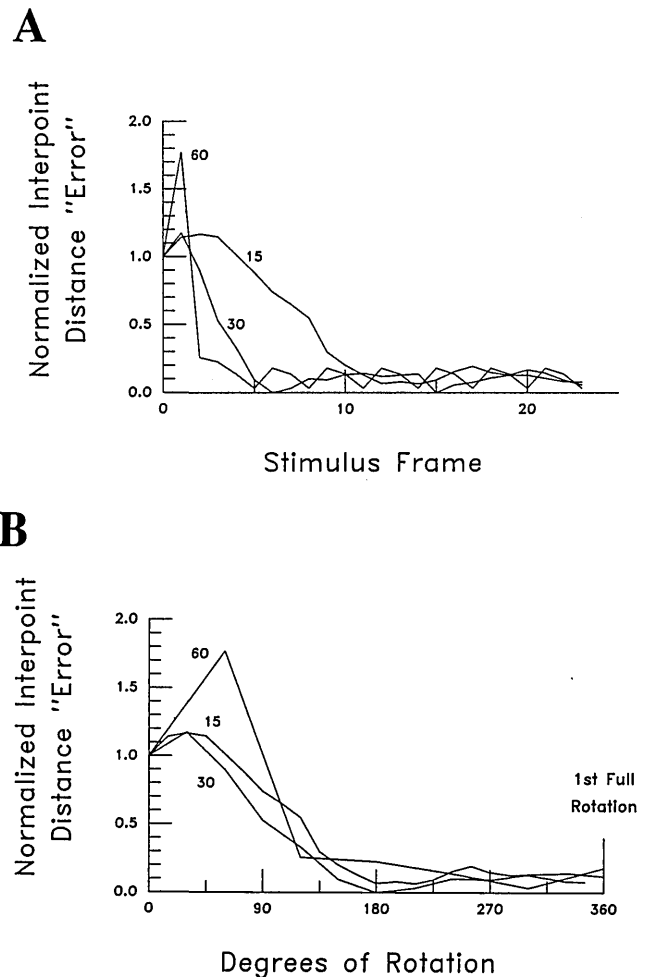 A
Normalized Interpoint
Distance "Error"
2.0
1.5
1.0
0.5
0.0
60
15
30
0
10
20
Stimulus Frame
B
Normalized Interpoint
Distance "Error"
2.0
1.5
1.0
0.5
0.0
60
15
30
1st Full
Rotation
0
90
180
270
360
Degrees of Rotation